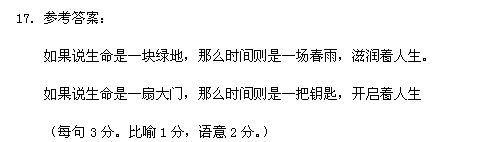 17. 参考答案：
如果说生命是一块绿地，那么时间则是一场春雨，滋润着人生。
如果说生命是一扇大门，那么时间则是一把钥匙，开启着人生
（每句 3 分。比喻 1 分，语意 2 分。）